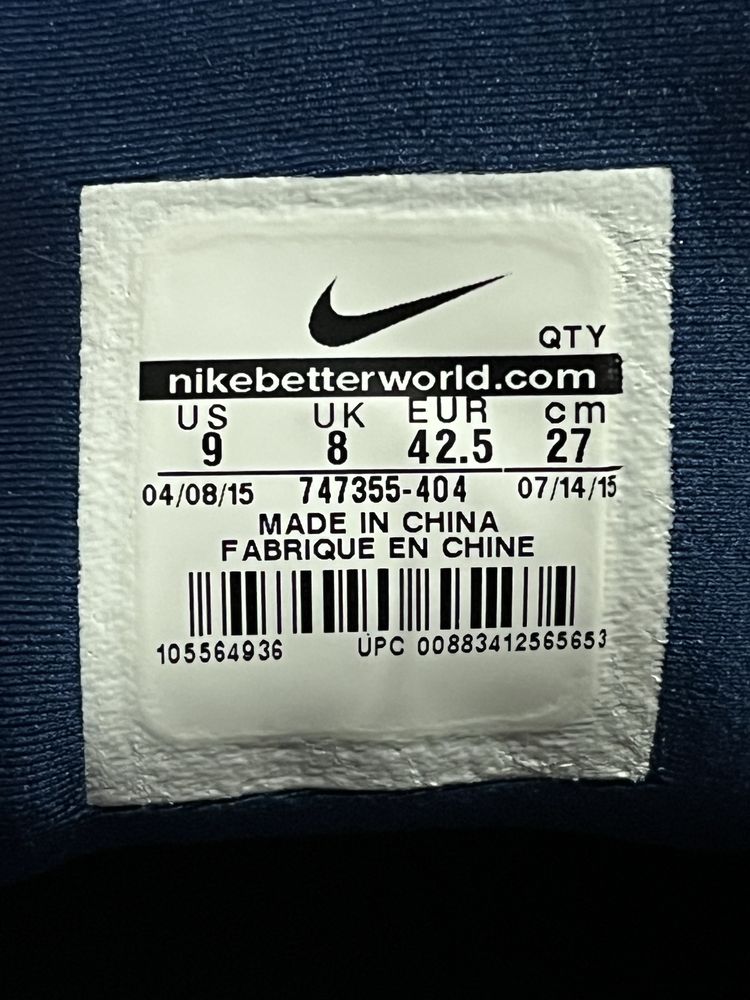 QTY
nikebetterworld.com
US UK EUR cm
9 8 42.5 27
04/08/15 747355-404 07/14/15
MADE IN CHINA
FABRIQUE EN CHINE
105564936 UPC 00883412565653